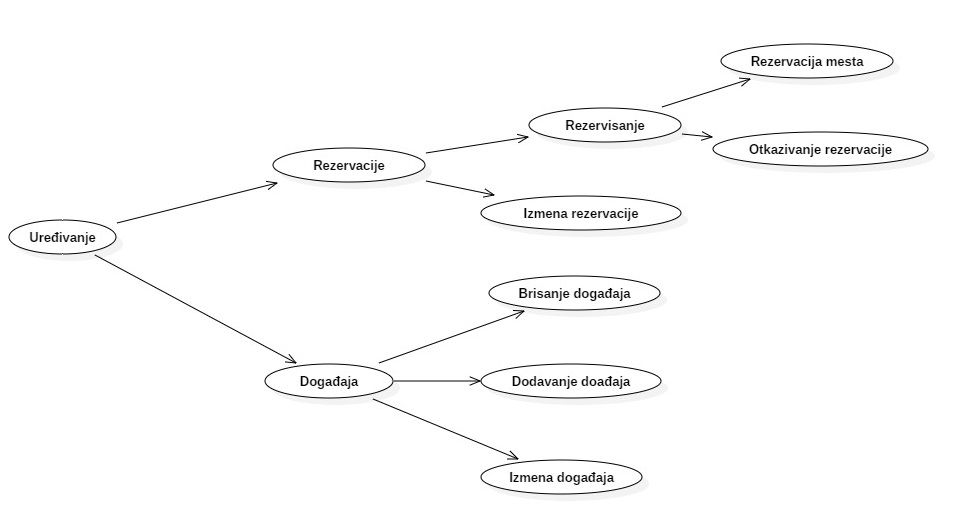 Rezervacija mesta
Rezervisanje
Otkazivanje rezervacije
Rezervacije
Izmena rezervacije
Uređivanje
Brisanje događaja
Događaja
Dodavanje doađaja
Izmena događaja